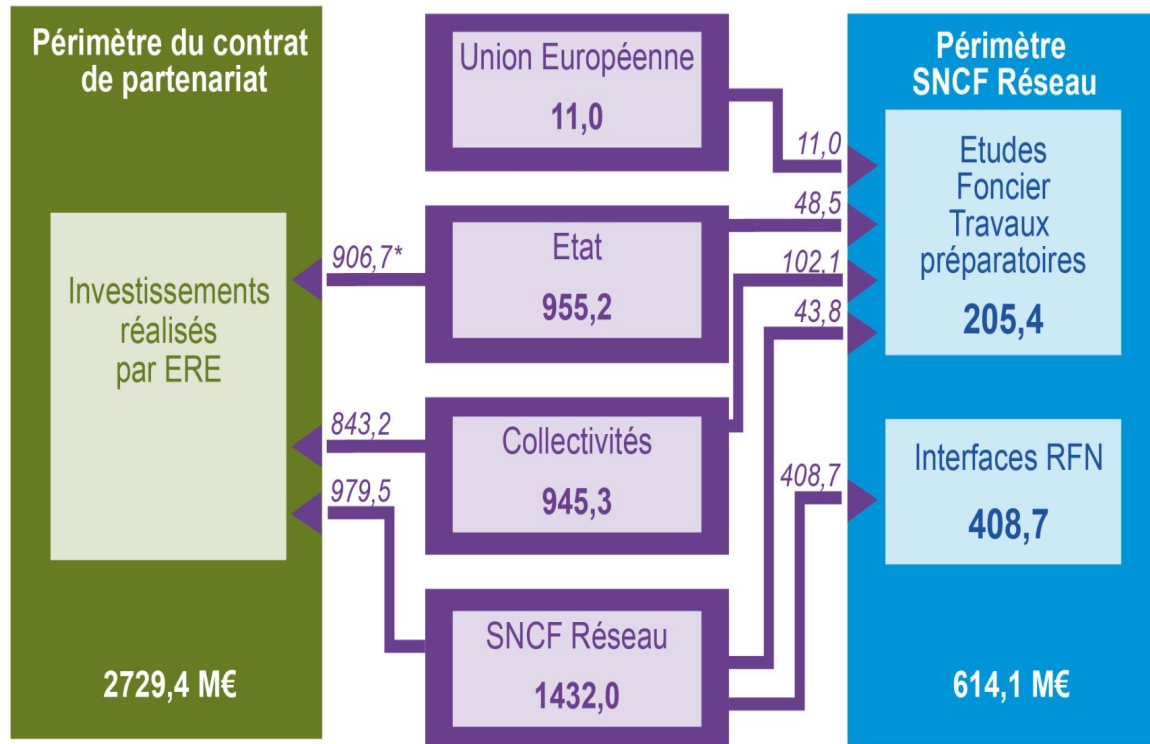 Périmètre du contrat
de partenariat
Investissements
réalisés
par ERE
2729,4 M€
906,7*
843,2
979,5
Union Européenne
11,0
Etat
955,2
Collectivités
945,3
SNCF Réseau
1432,0
11,0
48,5
102,1
43,8
408,7
Périmètre
SNCF Réseau
Etudes
Foncier
Travaux
préparatoires
205,4
Interfaces RFN
408,7
614,1 M€